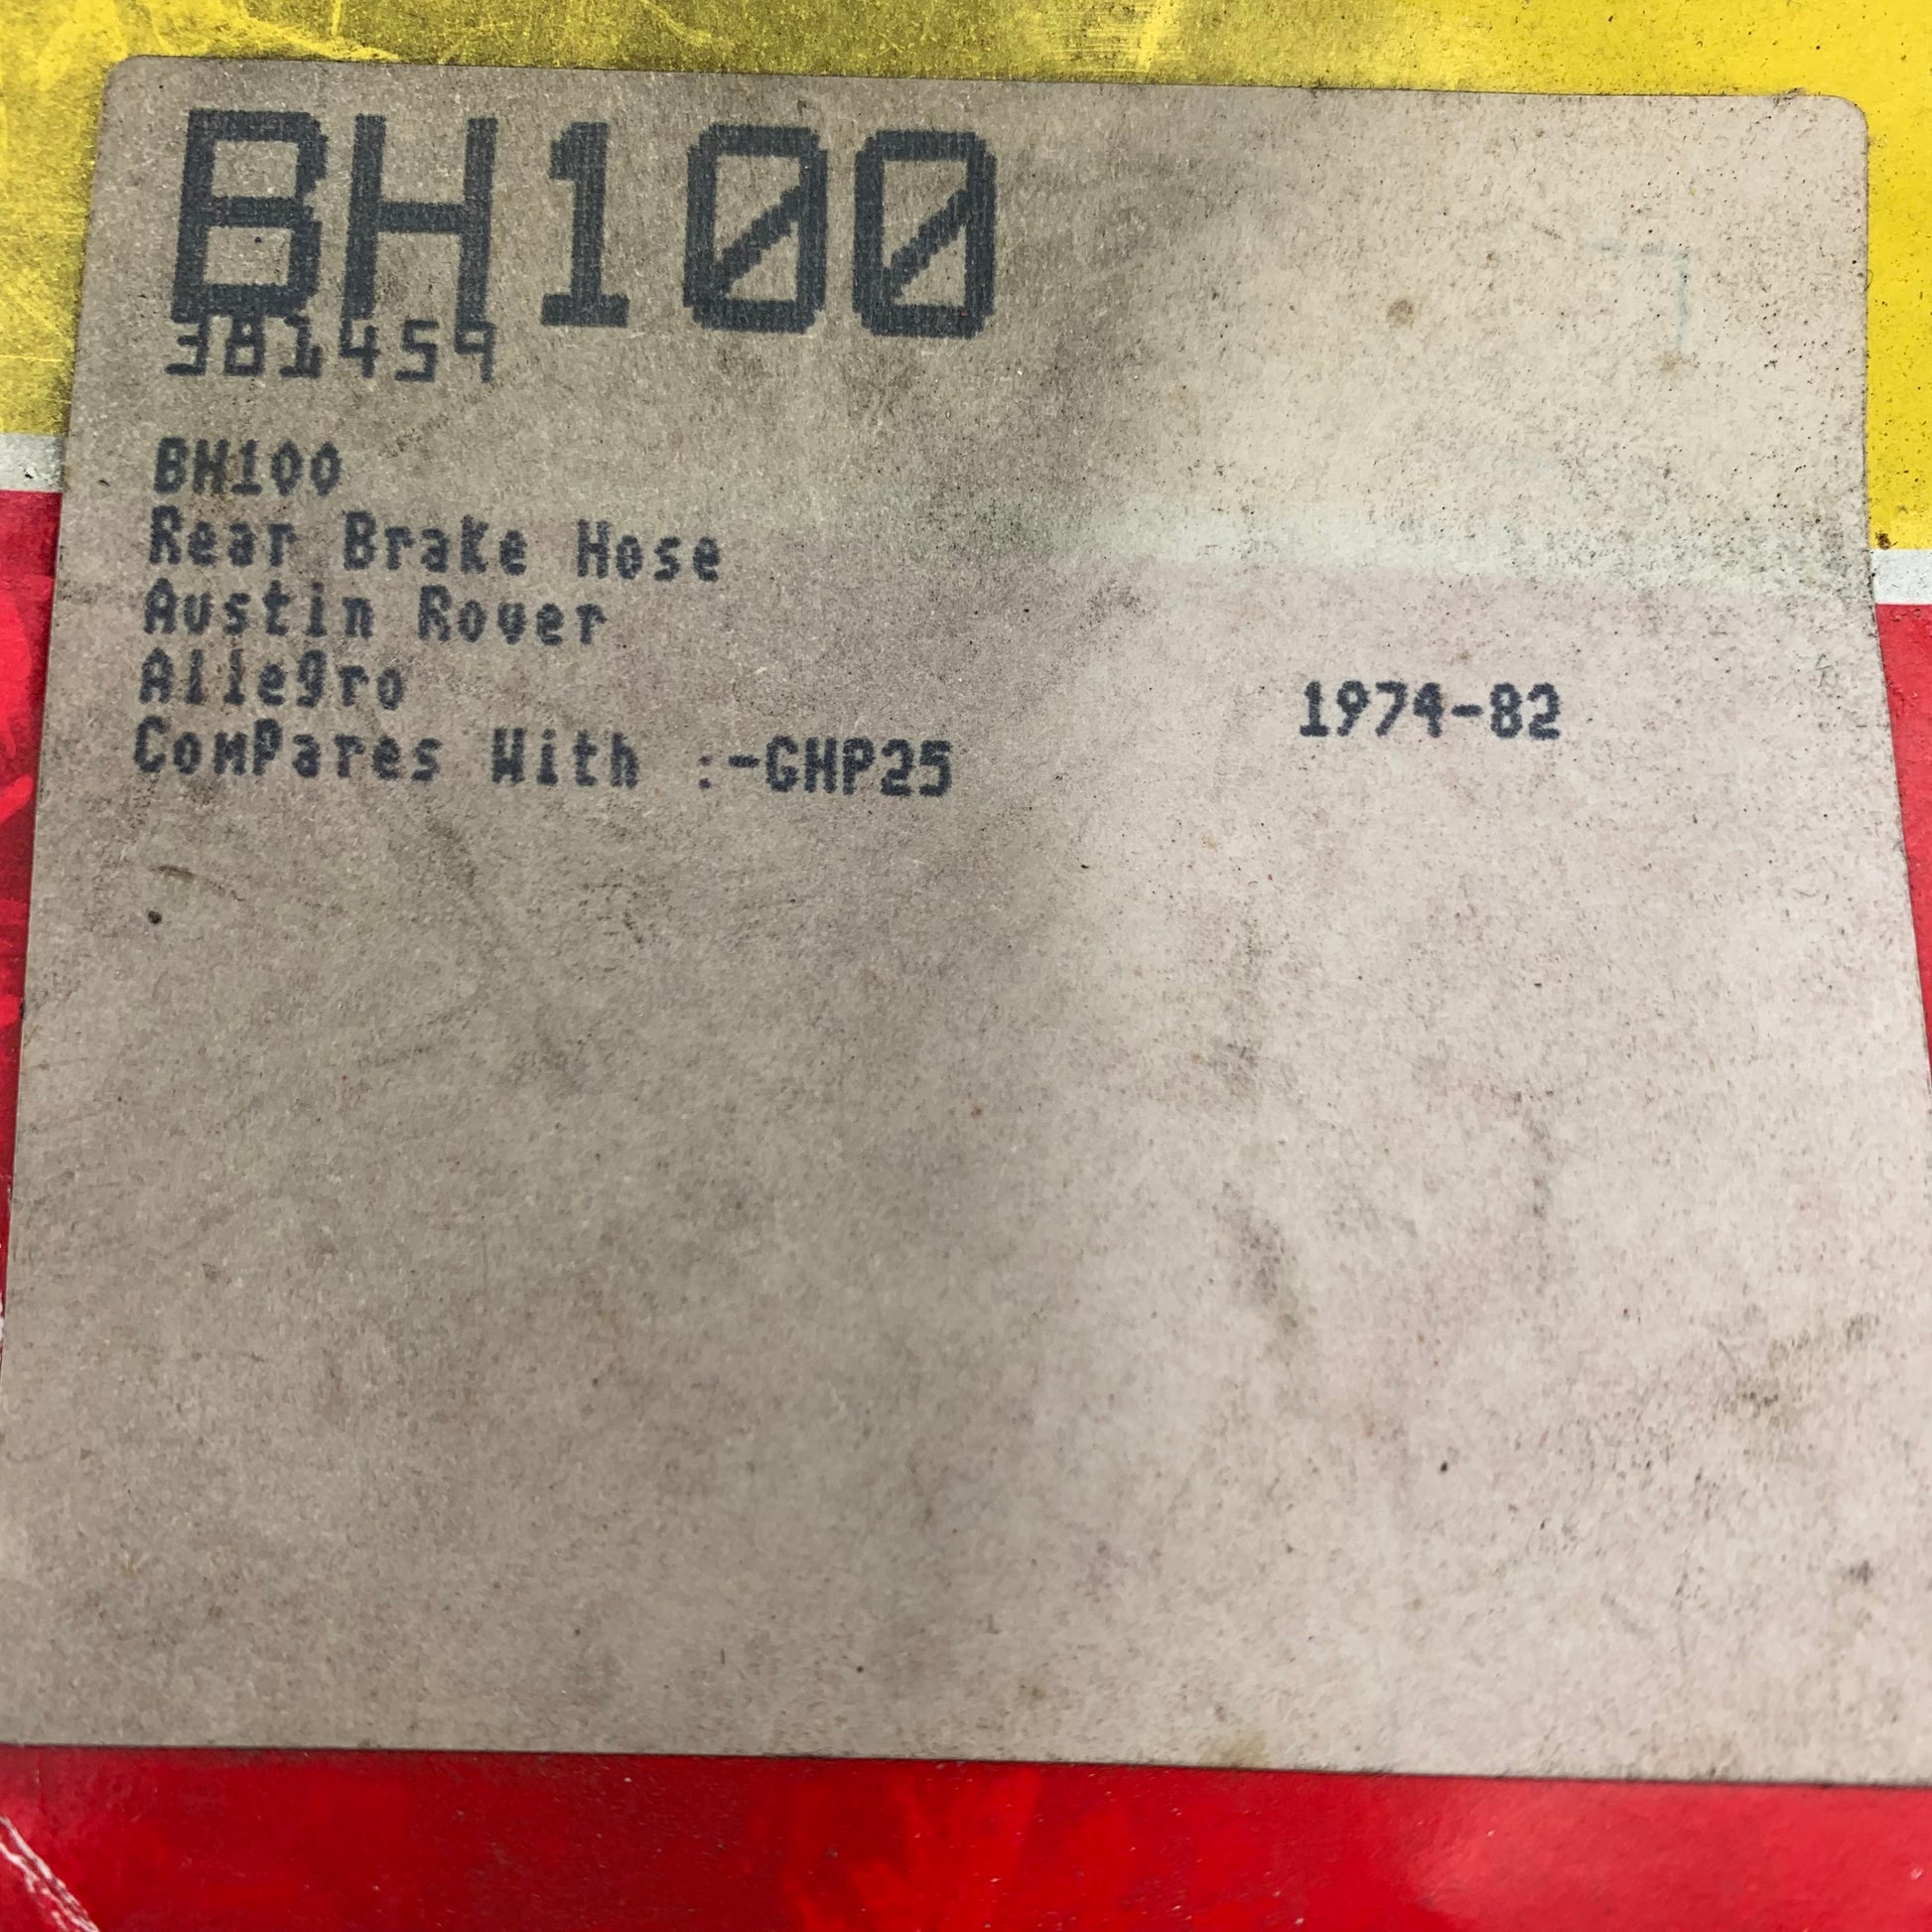 BH100
381459
BH100
Rear Brake Hose
Austin Rover
Allegro 1974-82
ComPares With :-GHP25